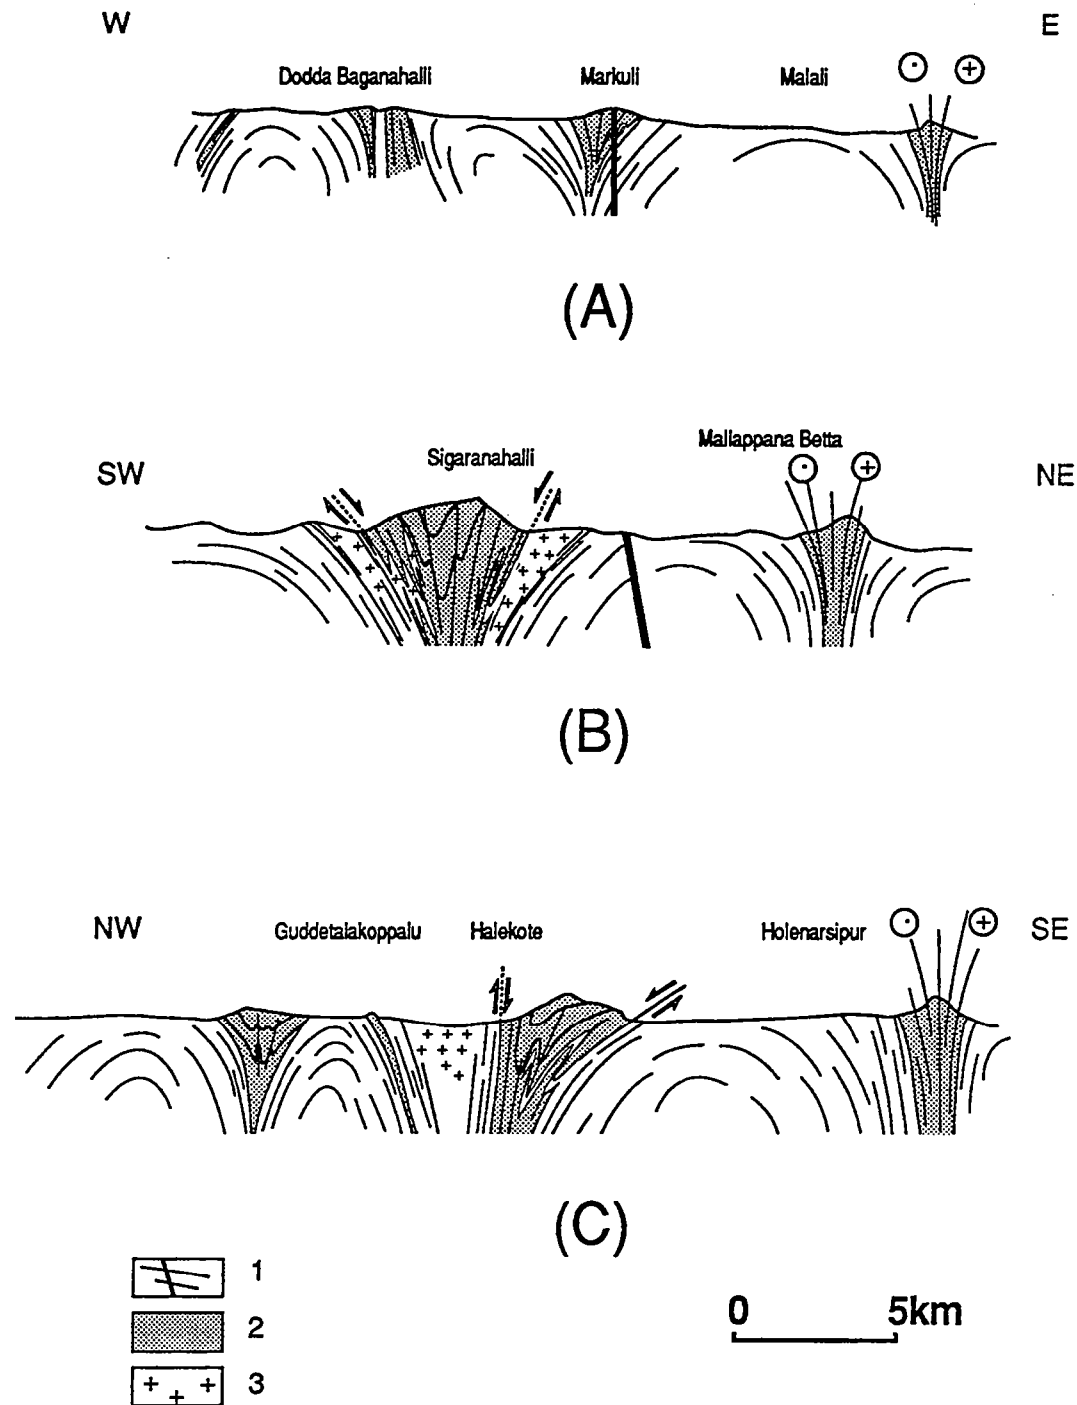 W E
Dodda Baganahalli Markuli Malali
(A)
Mallappana Betta
SW Sigaranahalli NE
(B)
NW Guddetalakoppalu Halekote Holenarsipur SE
(C)
1
2
3
0 5km